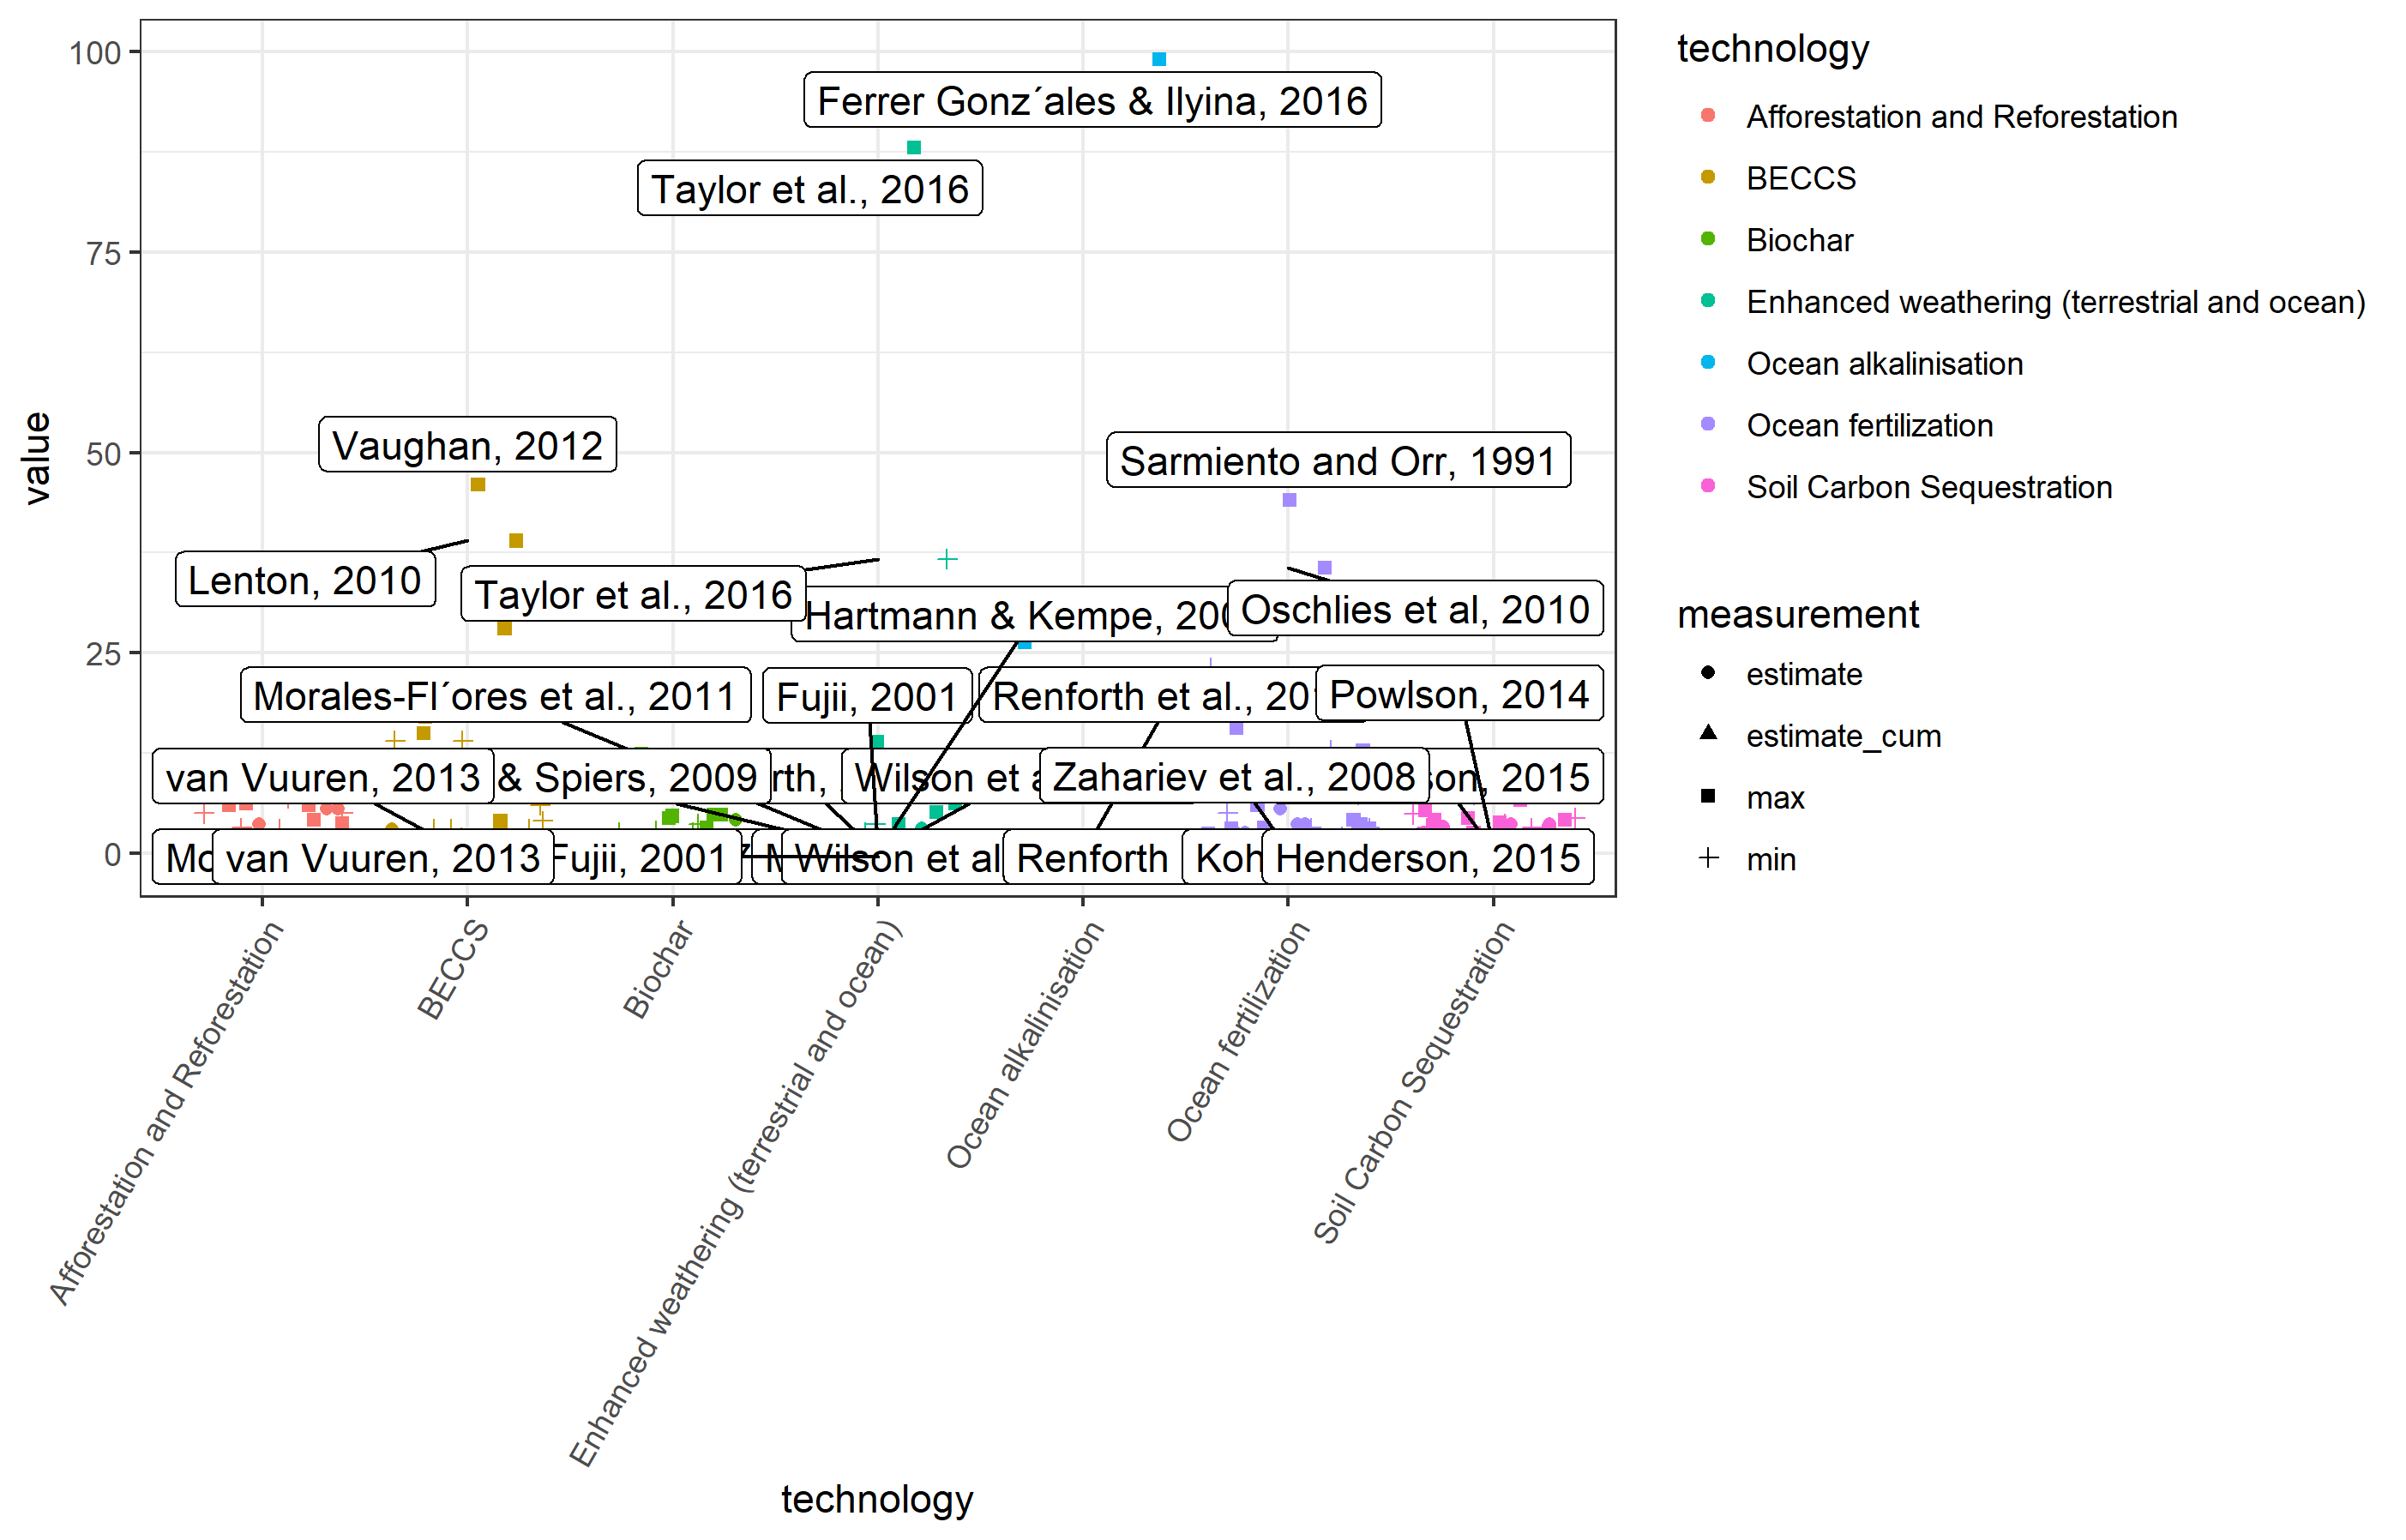 100
75
50
25
0
value
Ferrer Gonz´ales & Ilyina, 2016
Taylor et al., 2016
Vaughan, 2012
Sarmiento and Orr, 1991
Lenton, 2010
Taylor et al., 2016
Hartmann & Kempe,
Oschlies et al, 2010
Morales-Fl´ores et al., 2011
Fujii, 2001
Renforth et al.,
Powlson, 2014
van Vuuren, 2013
& Spiers, 2009
Wilson et
Zahariev et al., 2008
2015
van Vuuren, 2013
Fujii, 2001
Wilson et al
Renforth
Henderson, 2015
Afforestation and Reforestation
BECCS
Biochar
Enhanced weathering (terrestrial and ocean)
Ocean alkalinisation
Ocean fertilization
Soil Carbon Sequestration
technology
technology
Afforestation and Reforestation
BECCS
Biochar
Enhanced weathering (terrestrial and ocean)
Ocean alkalinisation
Ocean fertilization
Soil Carbon Sequestration
measurement
estimate
estimate_cum
max
min